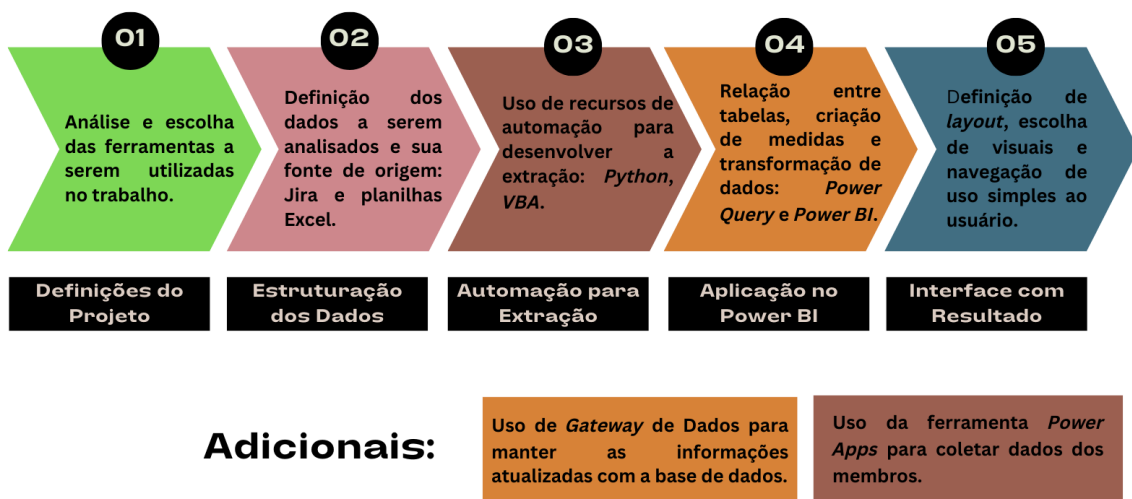 01
Análise e escolha
das ferramentas a
serem utilizadas
no trabalho.
Definições do
Projeto
02
Definição dos
dados a serem
analisados e sua
fonte de origem:
Jira e planilhas
Excel.
Estruturação
dos Dados
03
Uso de recursos de
automação para
desenvolver a
extração: Python,
VBA.
Automação para
Extração
04
Relação entre
tabelas, criação
de medidas e
transformação de
dados: Power
Query e Power BI.
Aplicação no
Power BI
05
Definição de
layout, escolha
de visuais e
navegação de
uso simples ao
usuário.
Interface com
Resultado
Adicionais:
Uso de Gateway de Dados para
manter as informações
atualizadas com a base de dados.
Uso da ferramenta Power
Apps para coletar dados dos
membros.